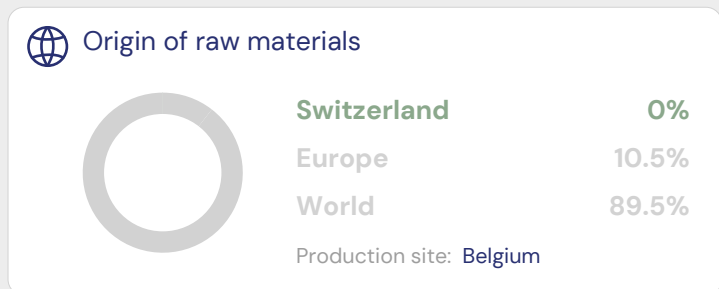 Origin of raw materials
Switzerland 0%
Europe 10.5%
World 89.5%
Production site: Belgium